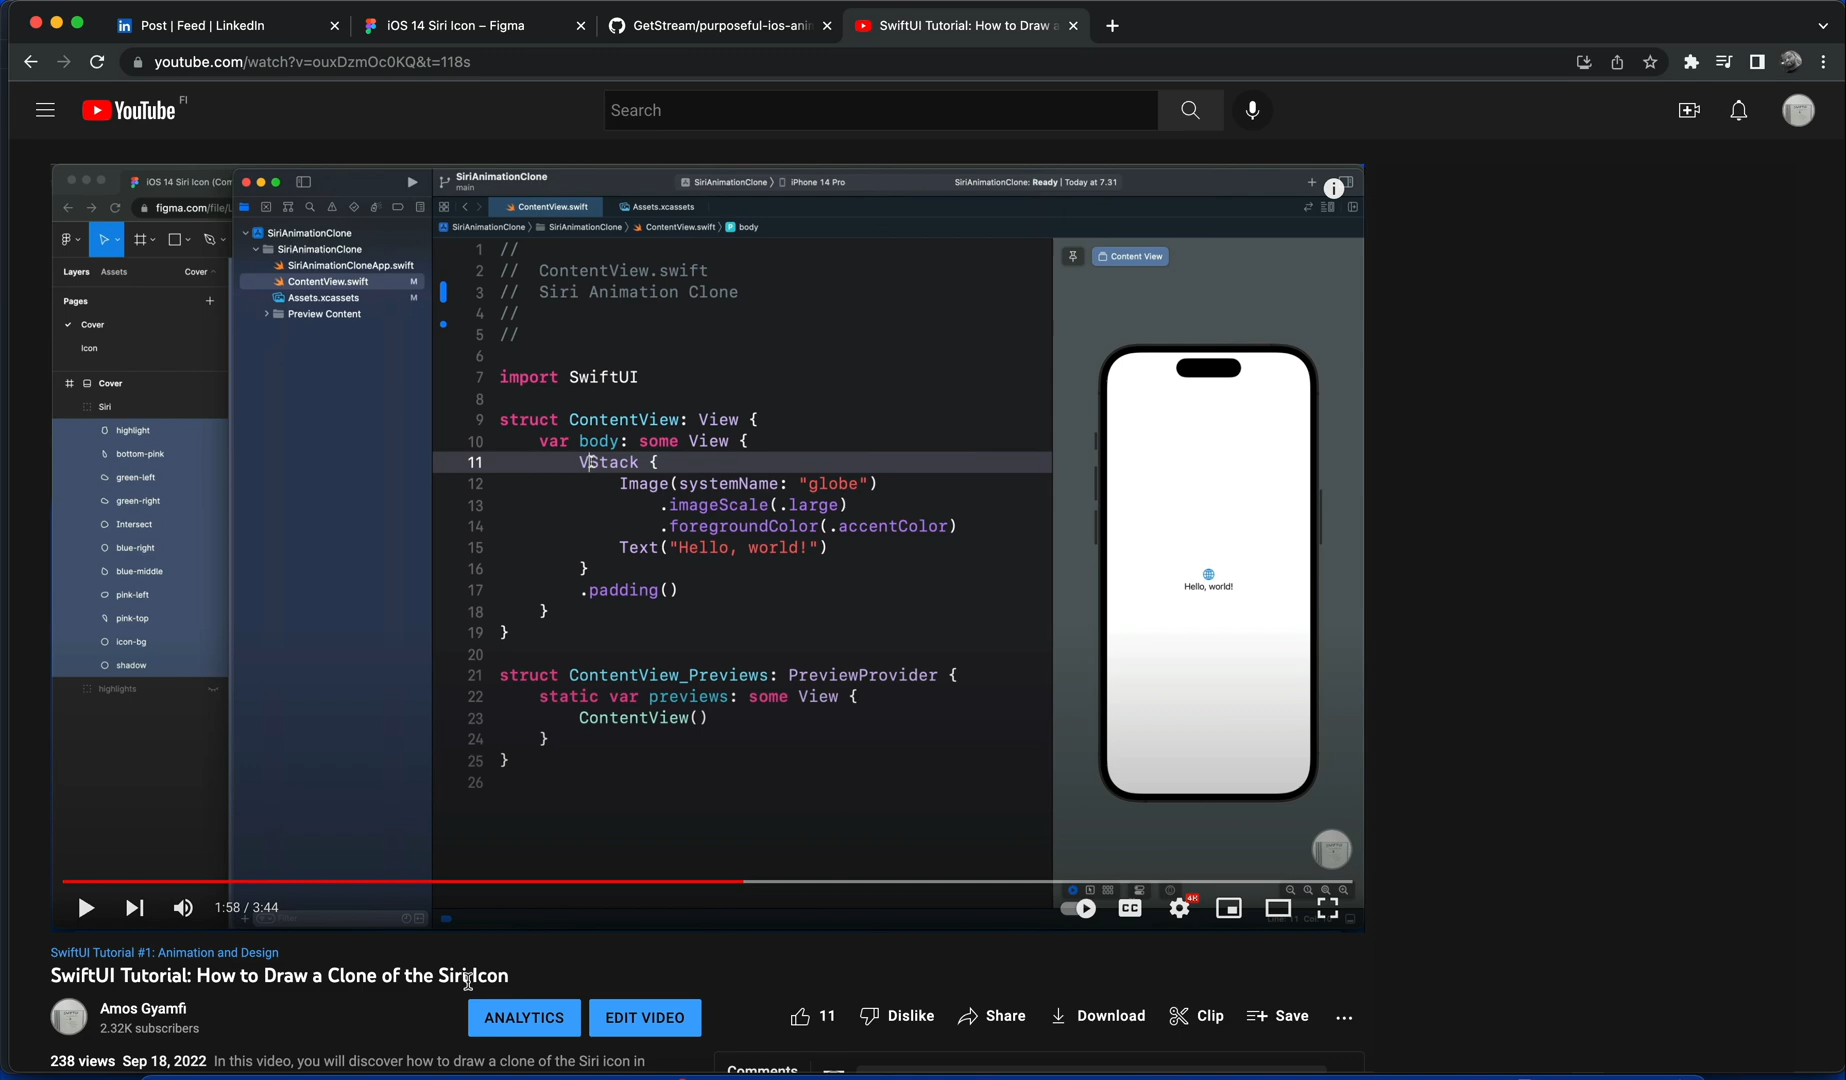 Post | Feed | LinkedIn
iOS 14 Siri Icon – Figma
GetStream/purposeful-ios-ani
SwiftUI Tutorial: How to Draw a
youtube.com/watch?v=ouxDzmOc0KQ&t=118s
YouTube FI
Search
iOS 14 Siri Icon (Com
figma.com/file/L
Layers Assets Cover
Pages
Cover
Icon
Cover
Siri
highlight
bottom-pink
green-left
green-right
Intersect
blue-right
blue-middle
pink-left
pink-top
icon-bg
shadow
highlights
SiriAnimationClone
SiriAnimationClone
SiriAnimationCloneApp.swift
ContentView.swift M
Assets.xcassets M
Preview Content
Filter
SiriAnimationClone
main
SiriAnimationClone 〉 iPhone 14 Pro
SiriAnimationClone: Ready | Today at 7.31
ContentView.swift
Assets.xcassets
SiriAnimationClone 〉 SiriAnimationClone 〉 ContentView.swift 〉 P body
1 //
2 // ContentView.swift
3 // Siri Animation Clone
4 //
5 //
6
7 import SwiftUI
8
9 struct ContentView: View {
10 var body: some View {
11 VStack {
12 Image(systemName: "globe")
13 .imageScale(.large)
14 .foregroundColor(.accentColor)
15 Text("Hello, world!")
16 }
17 .padding()
18 }
19 }
20
21 struct ContentView_Previews: PreviewProvider {
22 static var previews: some View {
23 ContentView()
24 }
25 }
26
Content View
Hello, world!
1:58 / 3:44
CC
4K
SwiftUI Tutorial #1: Animation and Design
SwiftUI Tutorial: How to Draw a Clone of the Siri Icon
Amos Gyamfi
2.32K subscribers
ANALYTICS
EDIT VIDEO
11
Dislike
Share
Download
Clip
Save
238 views Sep 18, 2022 In this video, you will discover how to draw a clone of the Siri icon in
Comments